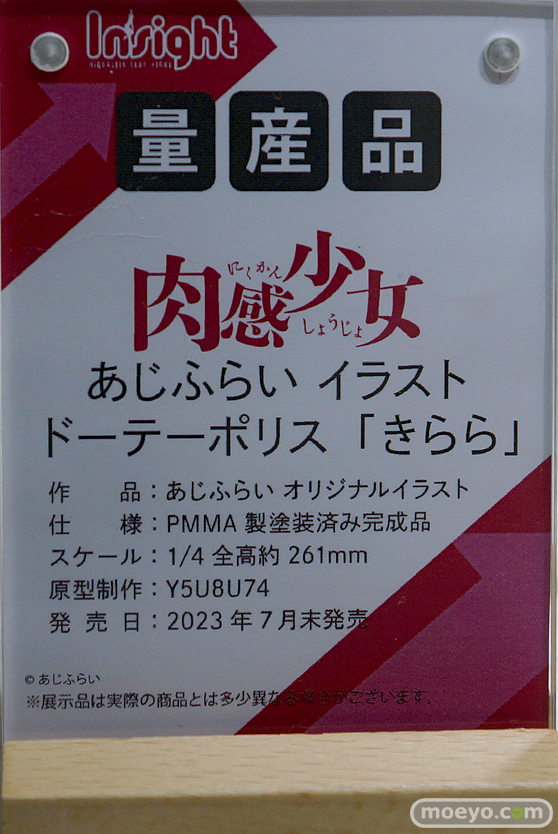 Insight
量産品
にくかん しょうじょ
肉感少女
あじふらい イラスト
ドーテーポリス「きらら」
作　品：あじふらい オリジナルイラスト
仕　様：PMMA 製塗装済み完成品
スケール：1/4 全高約 261mm
原型制作：Y5U8U74
発 売 日：2023 年 7 月末発売
© あじふらい
※展示品は実際の商品とは多少異なる場合がございます。
moeyo.com